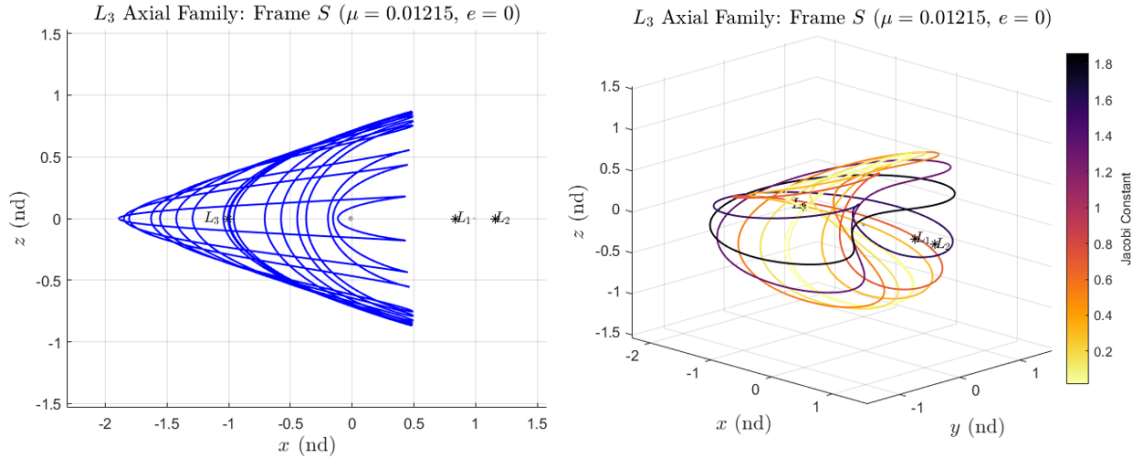 L₃ Axial Family: Frame S (μ = 0.01215, e = 0)
1.5
1
0.5
0
-0.5
-1
-1.5
z (nd)
L₃
L₁
L₂
-2
-1.5
-1
-0.5
0
0.5
1
1.5
x (nd)
L₃ Axial Family: Frame S (μ = 0.01215, e = 0)
1.5
1
0.5
0
-0.5
-1
-1.5
z (nd)
L₁
L₂
-2
-1
0
1
x (nd)
-1
0
1
y (nd)
1.8
1.6
1.4
1.2
1
0.8
0.6
0.4
0.2
Jacobi Constant